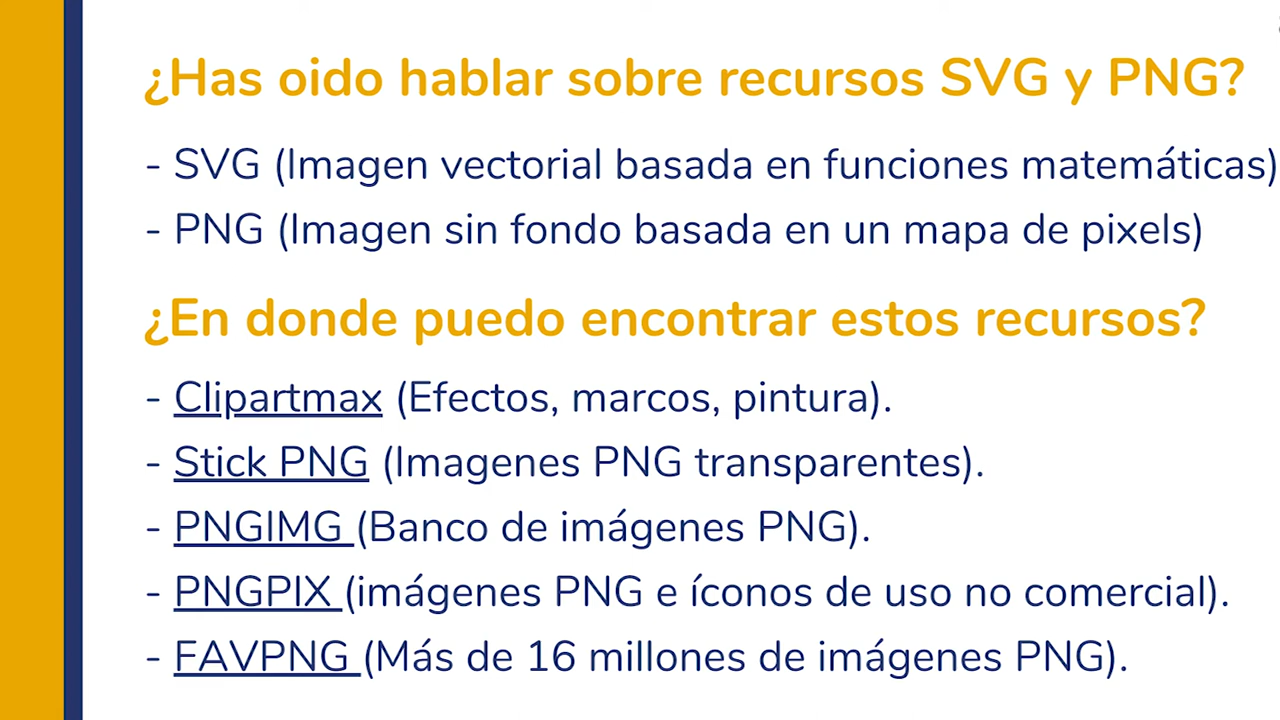 ¿Has oido hablar sobre recursos SVG y PNG?
- SVG (Imagen vectorial basada en funciones matemáticas)
- PNG (Imagen sin fondo basada en un mapa de pixels)
¿En donde puedo encontrar estos recursos?
- Clipartmax (Efectos, marcos, pintura).
- Stick PNG (Imagenes PNG transparentes).
- PNGIMG (Banco de imágenes PNG).
- PNGPIX (imágenes PNG e íconos de uso no comercial).
- FAVPNG (Más de 16 millones de imágenes PNG).